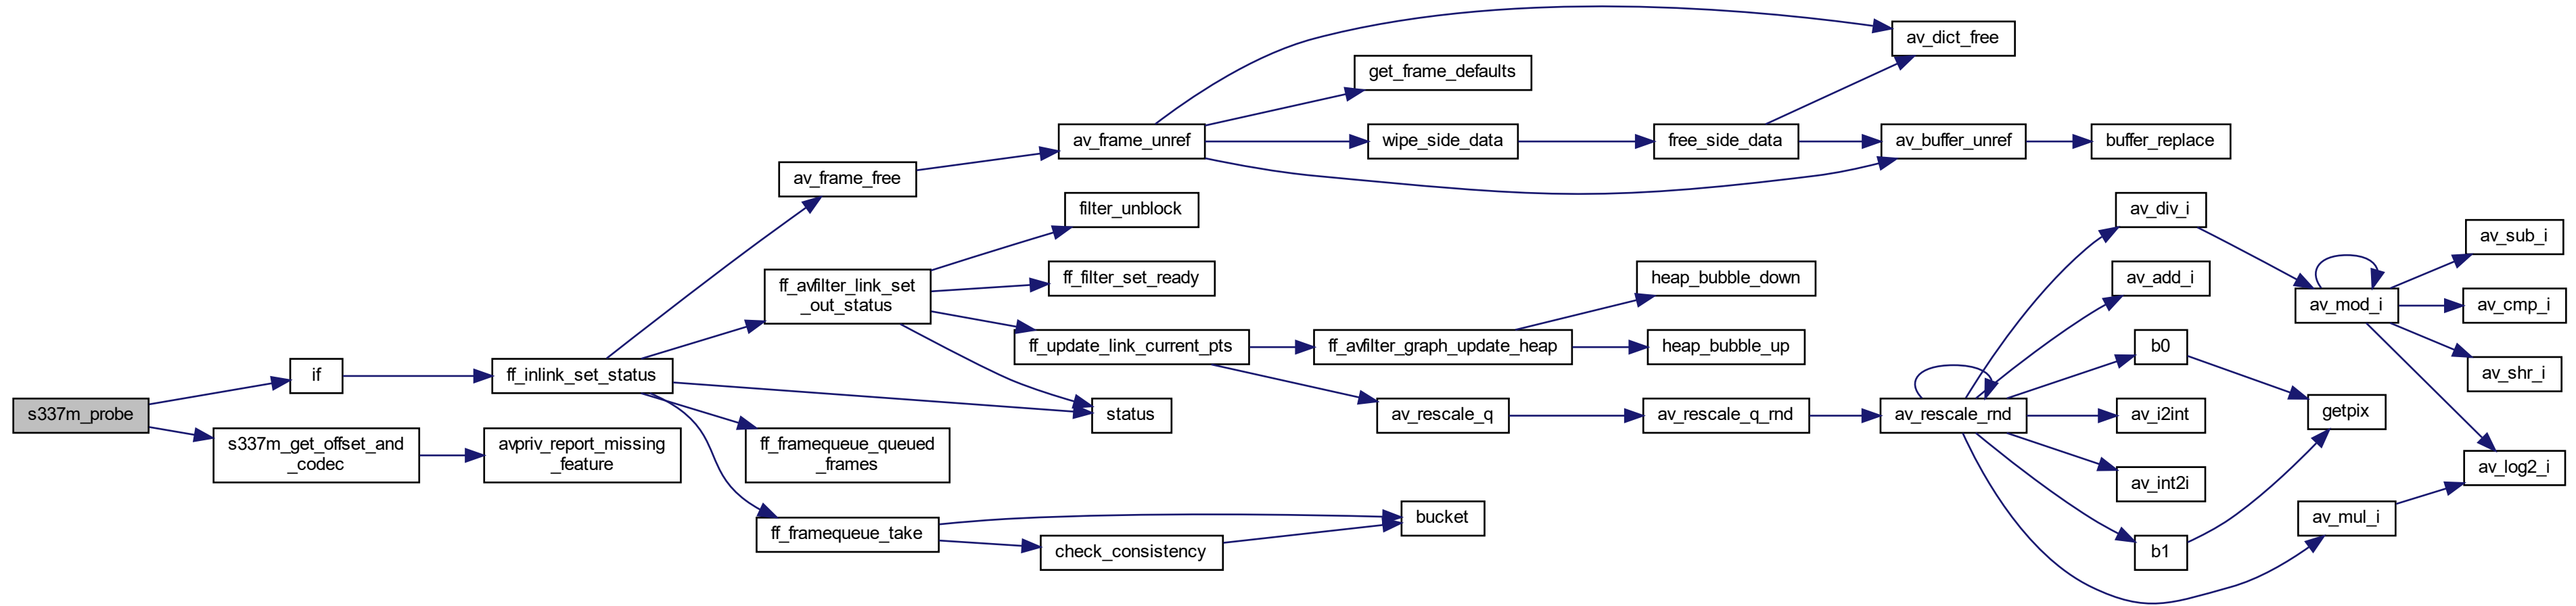 s337m_probe
if
s337m_get_offset_and
_codec
avpriv_report_missing
_feature
ff_inlink_set_status
av_frame_free
ff_avfilter_link_set
_out_status
ff_framequeue_queued
_frames
ff_framequeue_take
av_frame_unref
filter_unblock
ff_filter_set_ready
ff_update_link_current_pts
status
check_consistency
bucket
get_frame_defaults
wipe_side_data
free_side_data
av_dict_free
av_buffer_unref
buffer_replace
ff_avfilter_graph_update_heap
heap_bubble_down
heap_bubble_up
av_rescale_q
av_rescale_q_rnd
av_rescale_rnd
av_div_i
av_add_i
b0
av_i2int
av_int2i
b1
av_mod_i
getpix
av_mul_i
av_sub_i
av_cmp_i
av_shr_i
av_log2_i